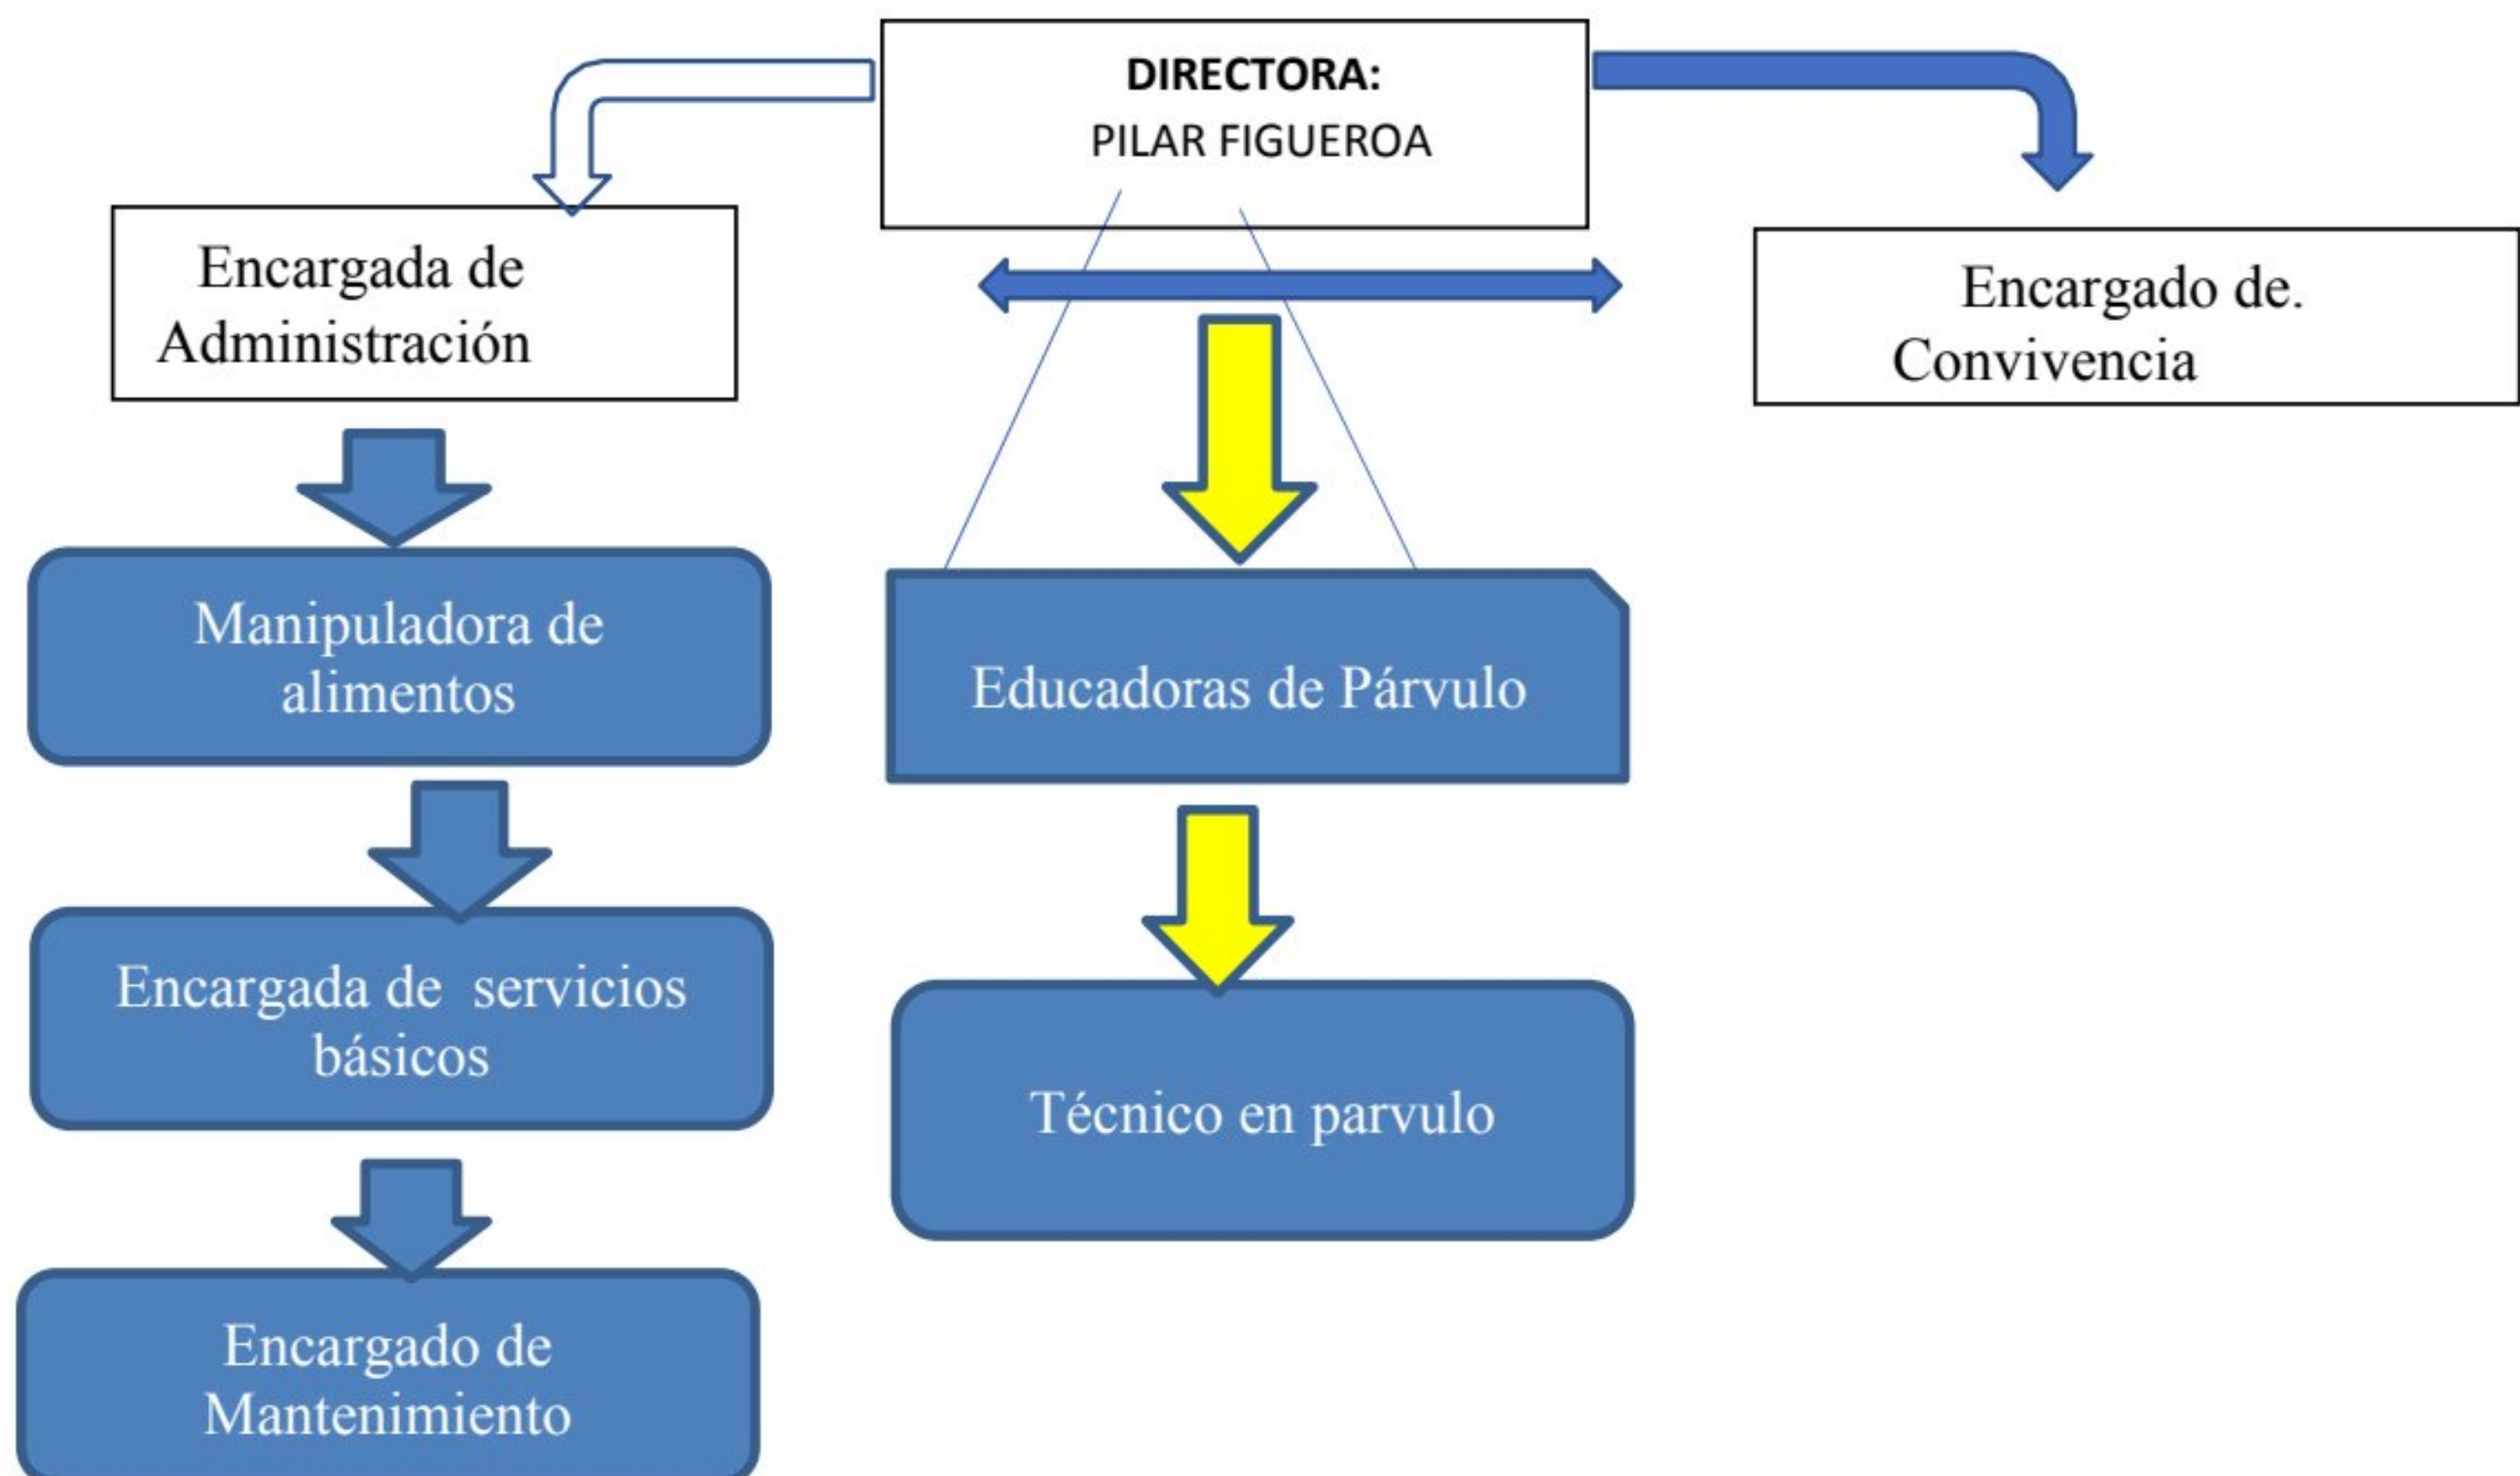 DIRECTORA:
PILAR FIGUEROA
Encargada de
Administración
Encargado de.
Convivencia
Manipuladora de
alimentos
Educadoras de Párvulo
Encargada de  servicios
básicos
Técnico en parvulo
Encargado de
Mantenimiento